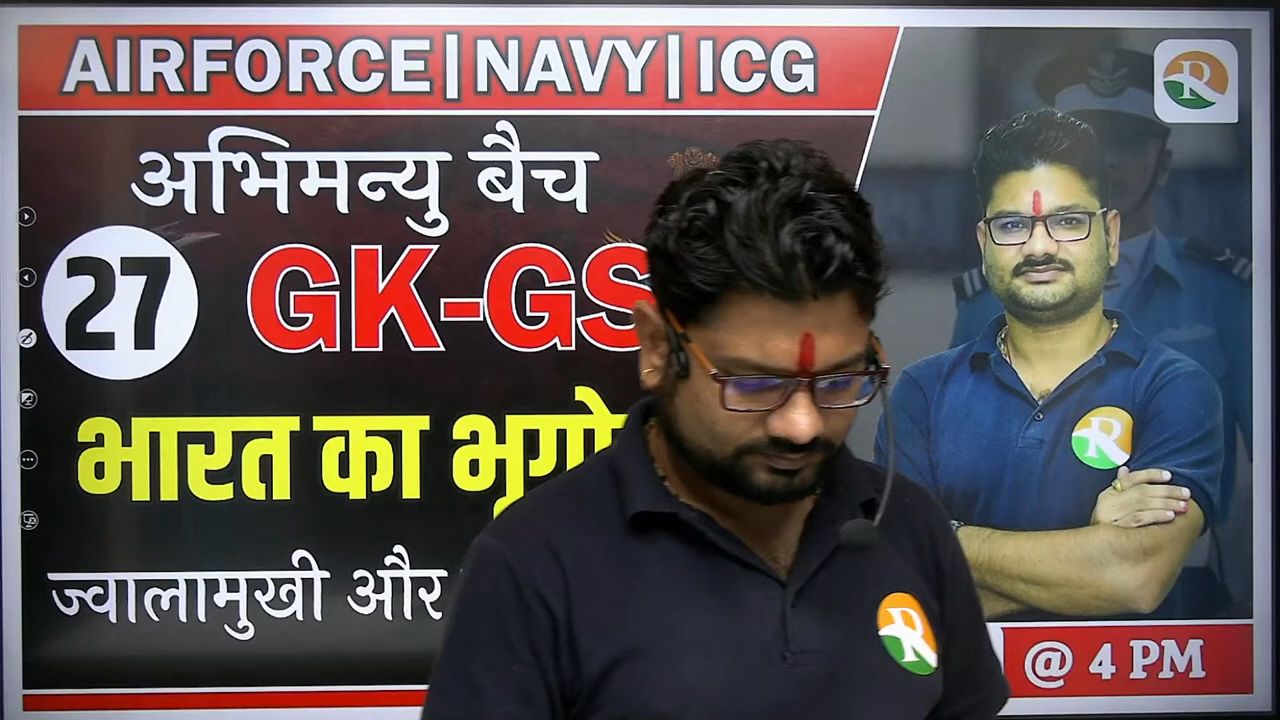 AIRFORCE|NAVY|ICG
अभिमन्यु बैच
27 GK-GS
भारत का
ज्वालामुखी और
@ 4 PM
R
R
R